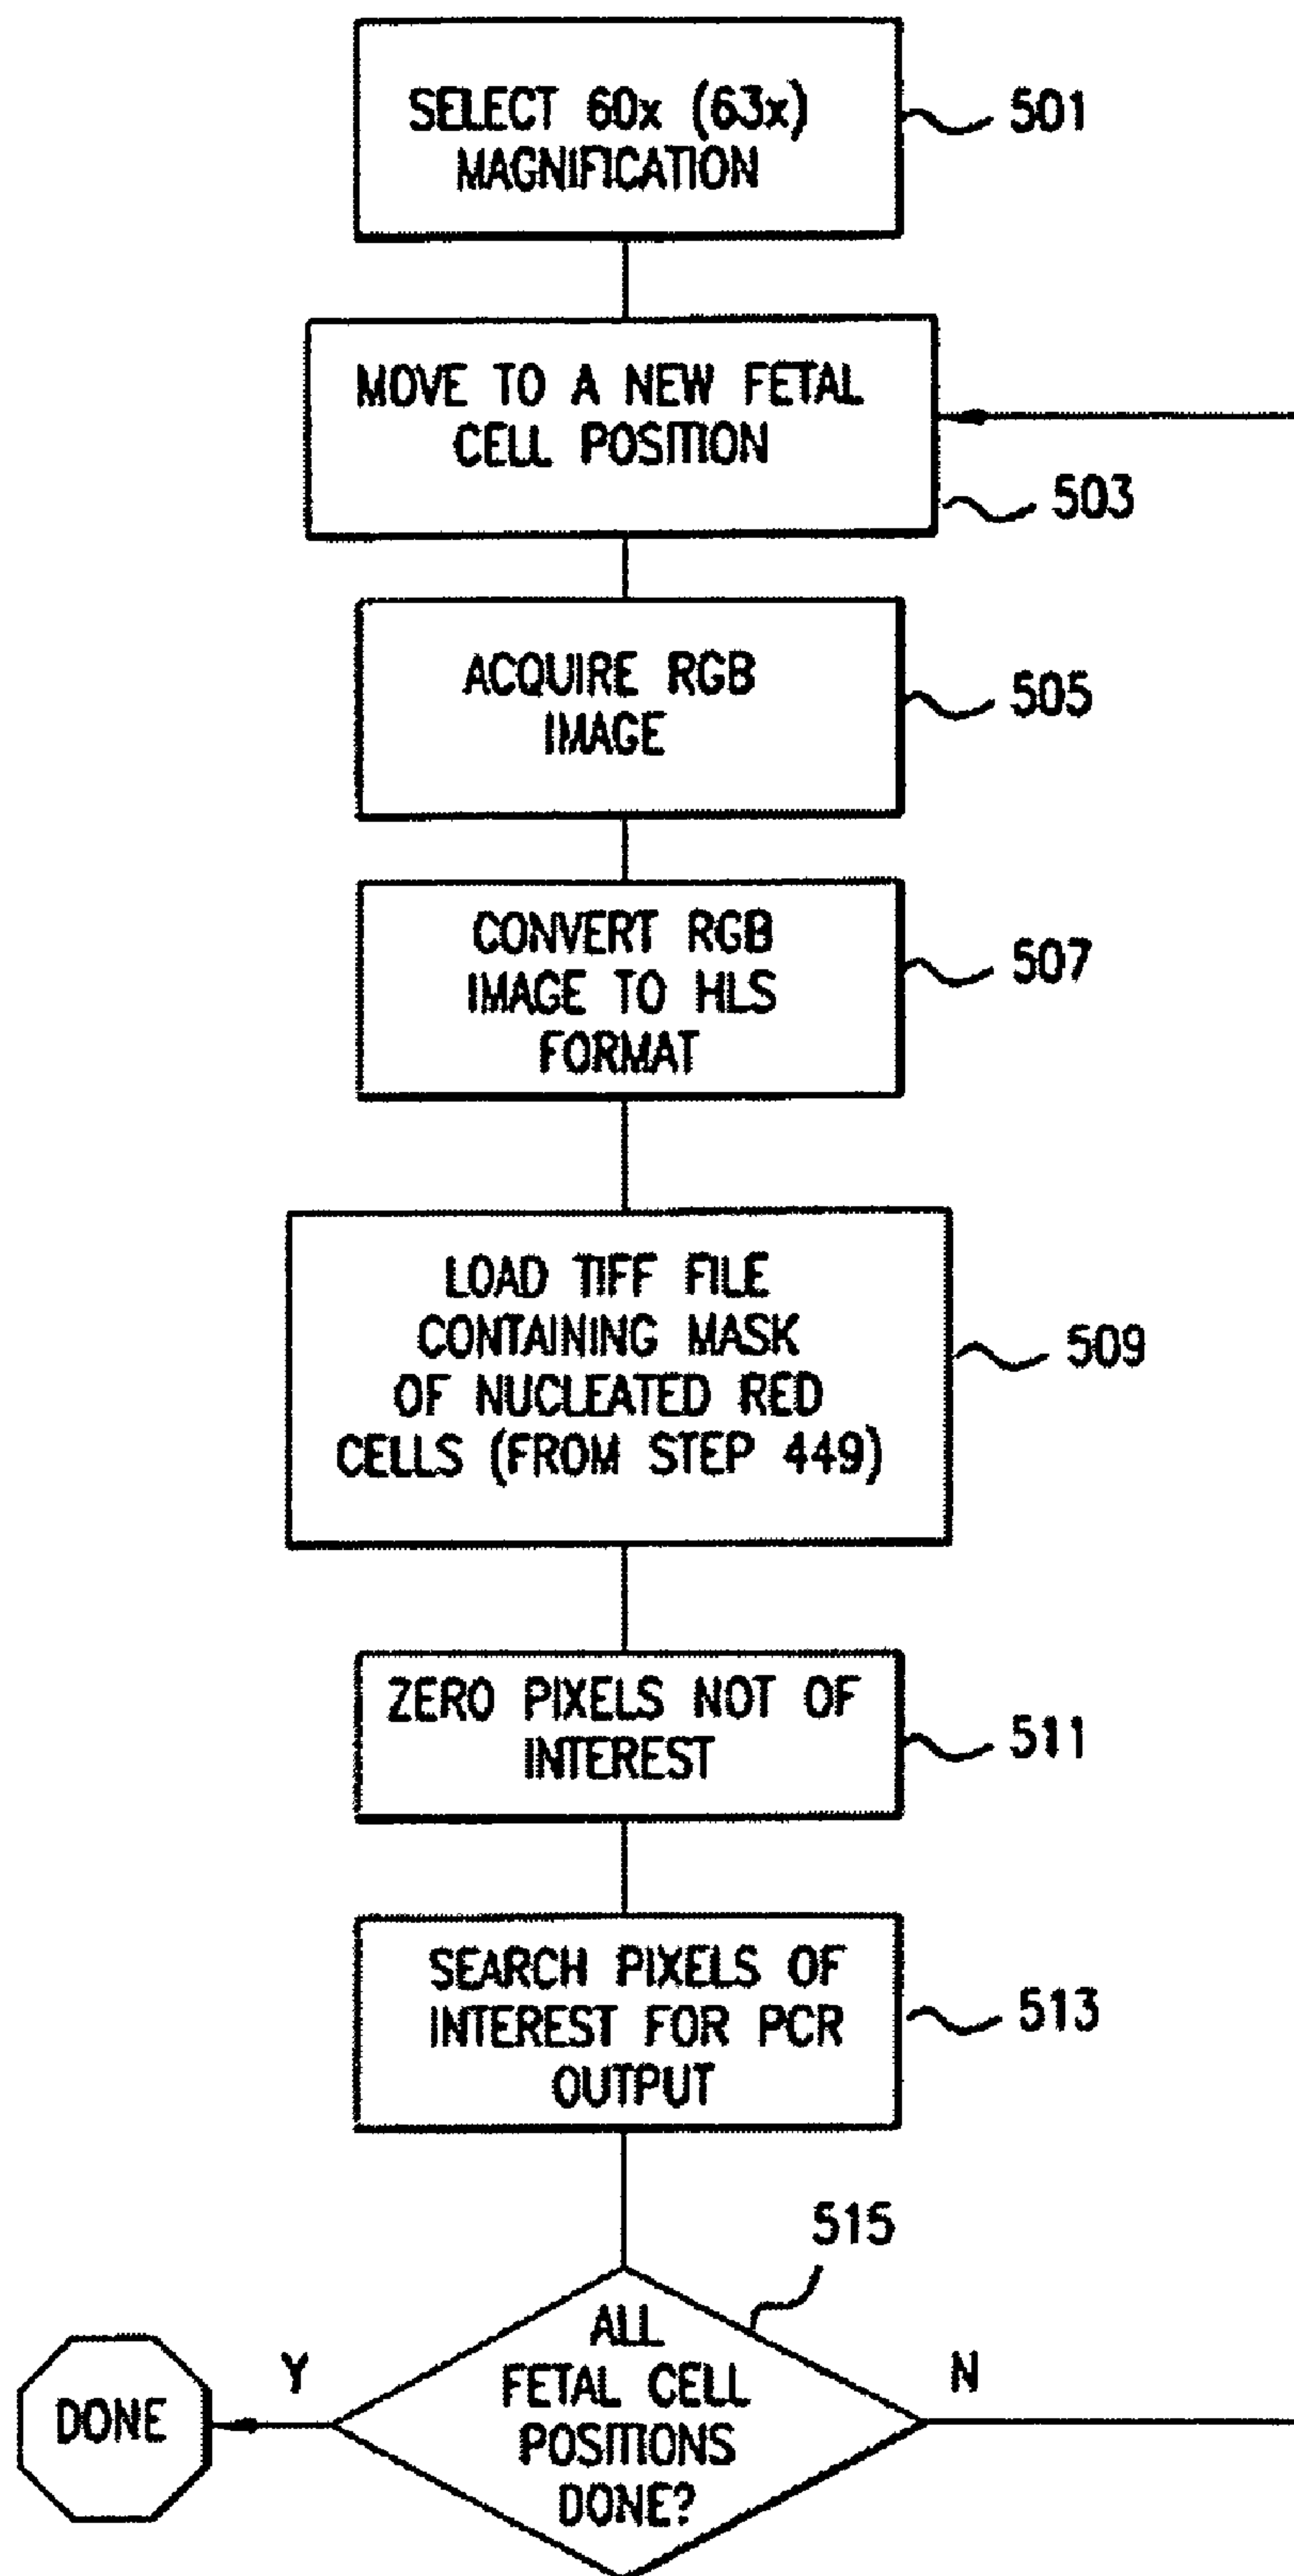 SELECT 60x (63x)
MAGNIFICATION
501
MOVE TO A NEW FETAL
CELL POSITION
503
ACQUIRE RGB
IMAGE
505
CONVERT RGB
IMAGE TO HLS
FORMAT
507
LOAD TIFF FILE
CONTAINING MASK
OF NUCLEATED RED
CELLS (FROM STEP 449)
509
ZERO PIXELS NOT OF
INTEREST
511
SEARCH PIXELS OF
INTEREST FOR PCR
OUTPUT
513
515
ALL
FETAL CELL
POSITIONS
DONE?
Y
N
DONE